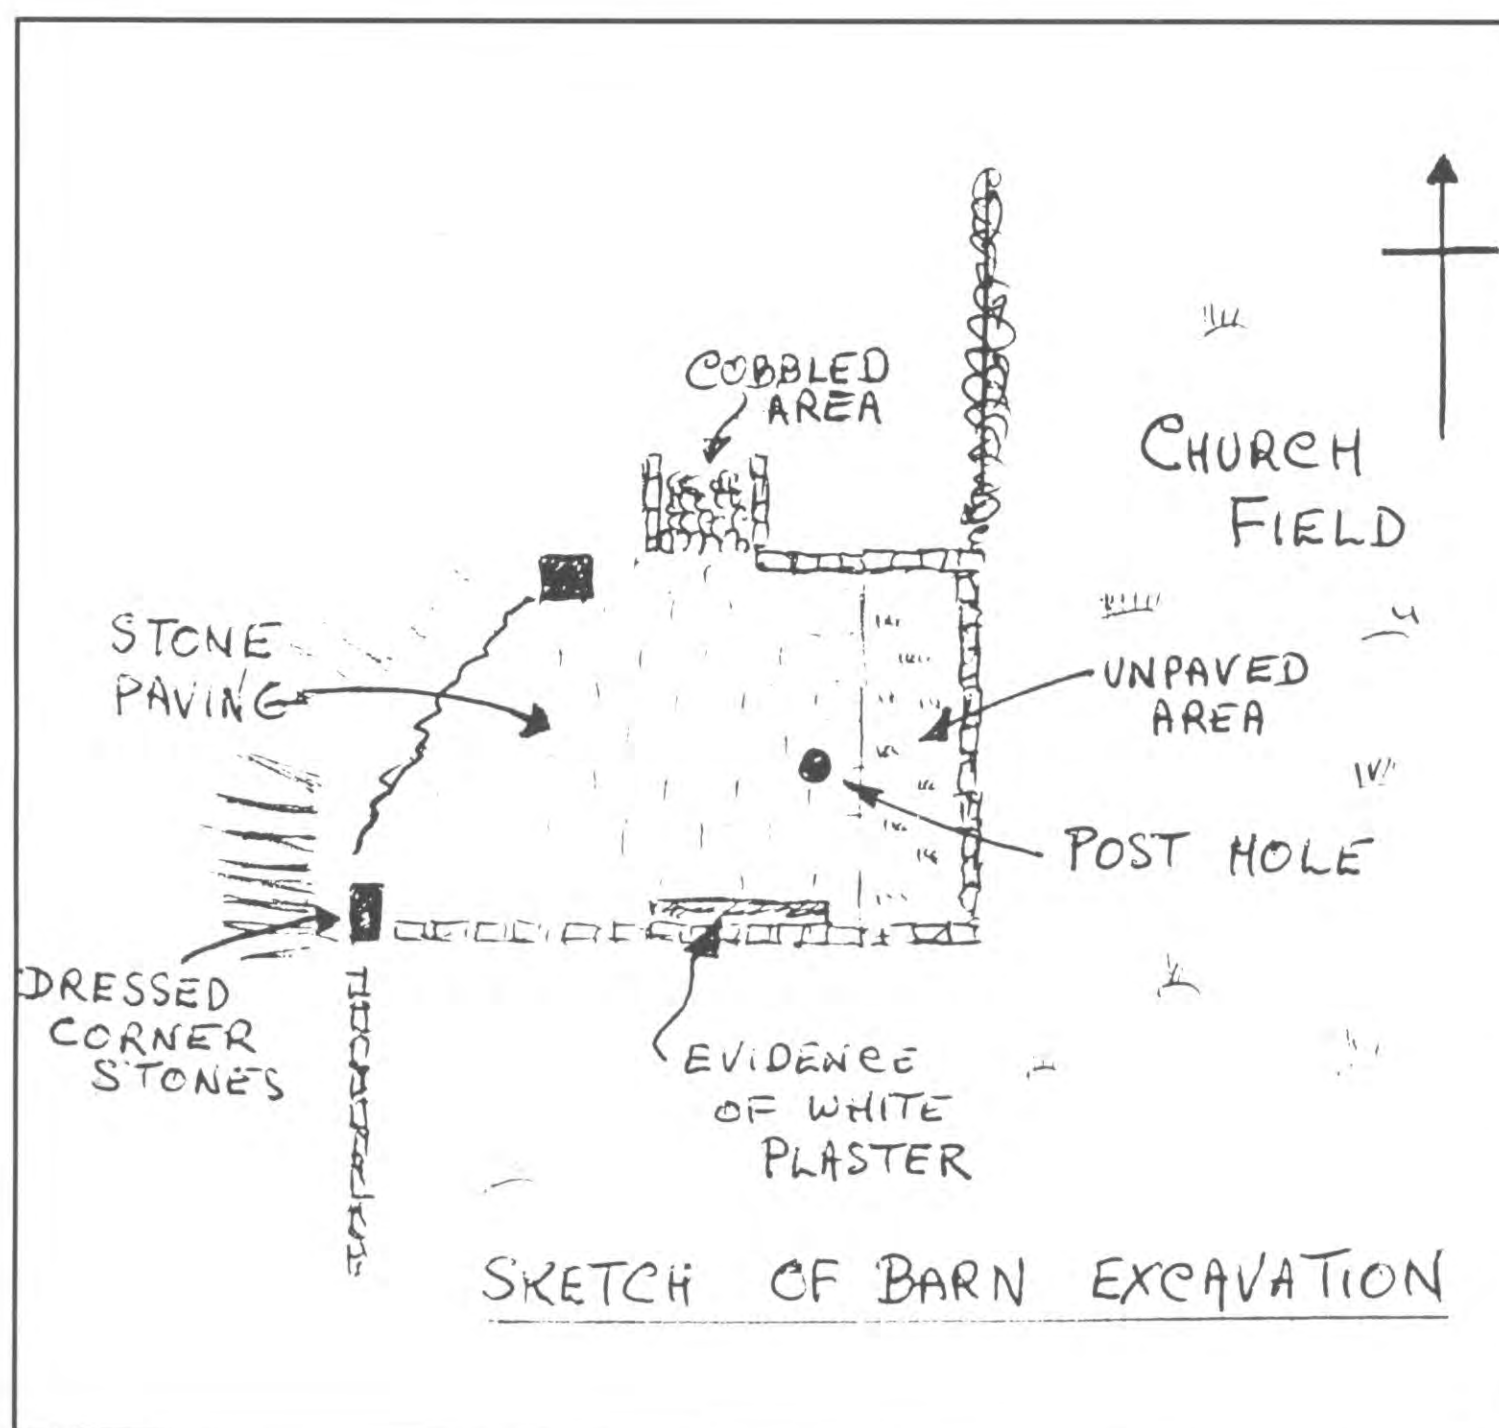 COBBLED
AREA
CHURCH
FIELD
STONE
PAVING
UNPAVED
AREA
POST HOLE
DRESSED
CORNER
STONES
EVIDENCE
OF WHITE
PLASTER
SKETCH OF BARN EXCAVATION